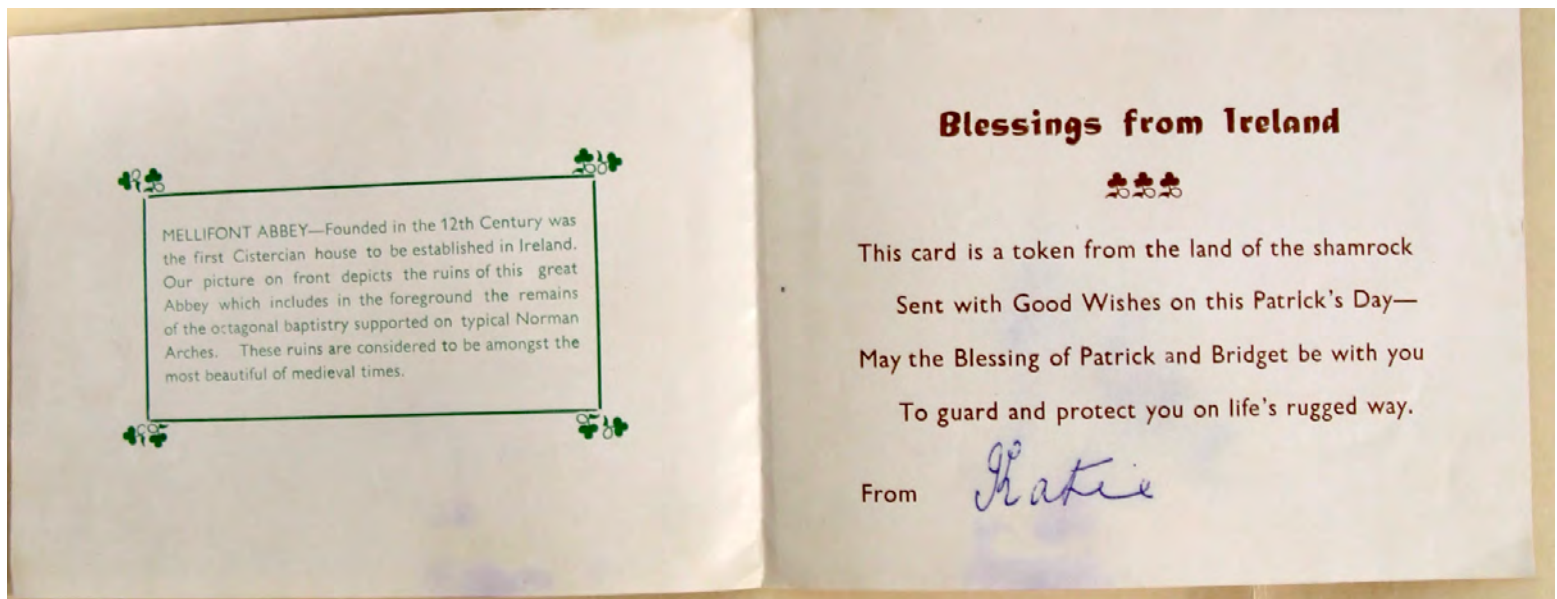 MELLIFONT ABBEY—Founded in the 12th Century was
the first Cistercian house to be established in Ireland.
Our picture on front depicts the ruins of this great
Abbey which includes in the foreground the remains
of the octagonal baptistry supported on typical Norman
Arches. These ruins are considered to be amongst the
most beautiful of medieval times.
Blessings from Ireland
This card is a token from the land of the shamrock
Sent with Good Wishes on this Patrick's Day—
May the Blessing of Patrick and Bridget be with you
To guard and protect you on life's rugged way.
From Katie